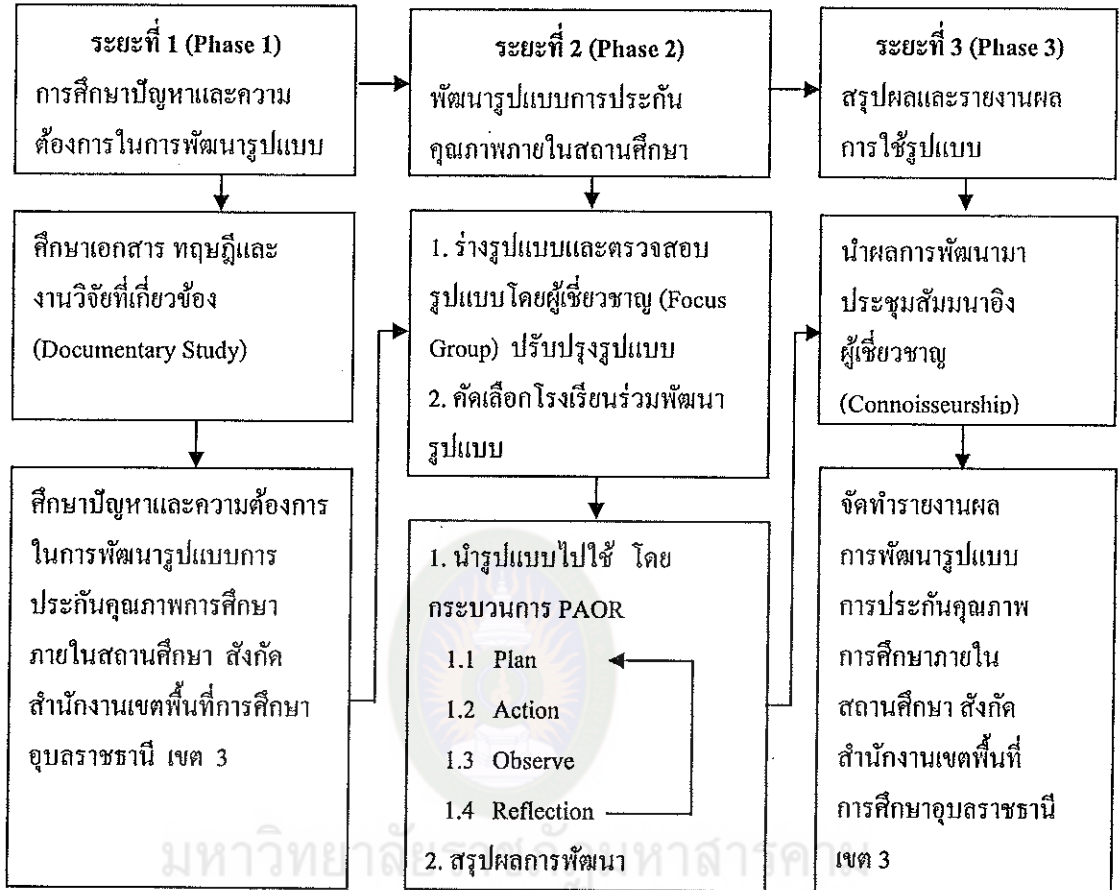 ระยะที่ 1 (Phase 1)
การศึกษาปัญหาและความ
ต้องการในการพัฒนารูปแบบ
ระยะที่ 2 (Phase 2)
พัฒนารูปแบบการประกัน
คุณภาพภายในสถานศึกษา
ระยะที่ 3 (Phase 3)
สรุปผลและรายงานผล
การใช้รูปแบบ
ศึกษาเอกสาร ทฤษฎีและ
งานวิจัยที่เกี่ยวข้อง
(Documentary Study)
1. ร่างรูปแบบและตรวจสอบ
รูปแบบโดยผู้เชี่ยวชาญ (Focus
Group) ปรับปรุงรูปแบบ
2. คัดเลือกโรงเรียนร่วมพัฒนา
รูปแบบ
นำผลการพัฒนามา
ประชุมสัมมนาอิง
ผู้เชี่ยวชาญ
(Connoisseurship)
ศึกษาปัญหาและความต้องการ
ในการพัฒนารูปแบบการ
ประกันคุณภาพการศึกษา
ภายในสถานศึกษา สังกัด
สำนักงานเขตพื้นที่การศึกษา
อุบลราชธานี เขต 3
1. นำรูปแบบไปใช้ โดย
กระบวนการ PAOR
1.1 Plan
1.2 Action
1.3 Observe
1.4 Reflection
2. สรุปผลการพัฒนา
จัดทำรายงานผล
การพัฒนารูปแบบ
การประกันคุณภาพ
การศึกษาภายใน
สถานศึกษา สังกัด
สำนักงานเขตพื้นที่
การศึกษาอุบลราชธานี
เขต 3
มหาวิทยาลัยราชภัฏมหาสารคาม